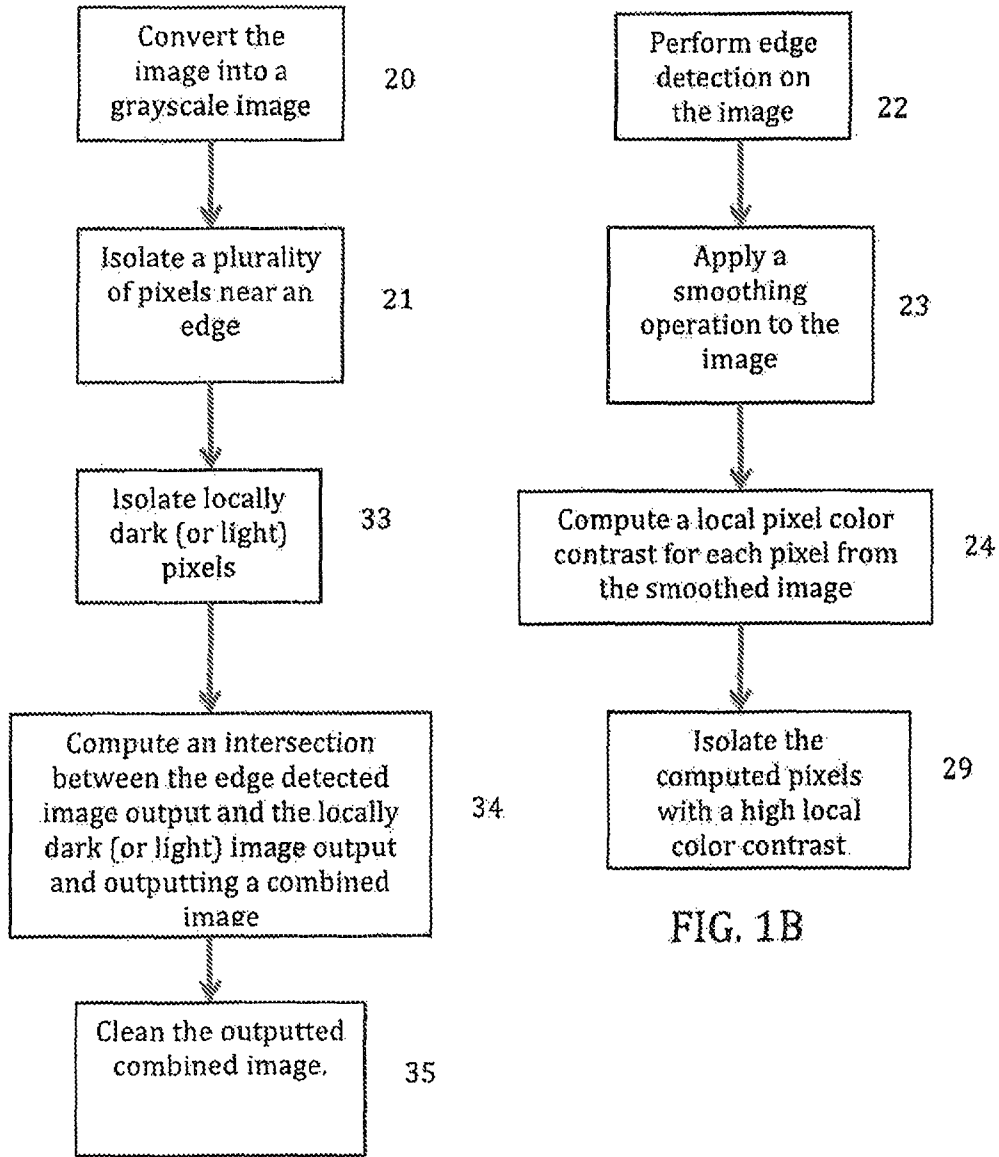 Convert the
image into a
grayscale image
20
Isolate a plurality
of pixels near an
edge
21
Isolate locally
dark (or light)
pixels
33
Compute an intersection
between the edge detected
image output and the locally
dark (or light) image output
and outputting a combined
image
34
Clean the outputted
combined image.
35
Perform edge
detection on
the image
22
Apply a
smoothing
operation to the
image
23
Compute a local pixel color
contrast for each pixel from
the smoothed image
24
Isolate the
computed pixels
with a high local
color contrast
29
FIG. 1B